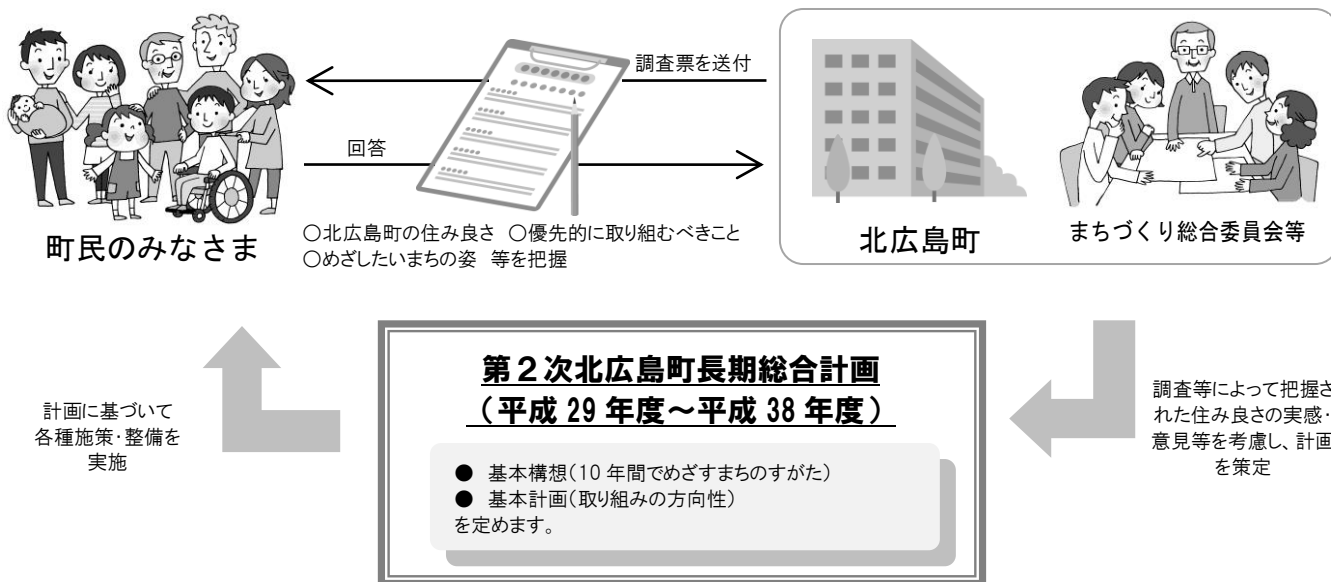 調査票を送付
回答
町民のみなさま
○北広島町の住み良さ ○優先的に取り組むべきこと
○めざしたいまちの姿 等を把握
北広島町
まちづくり総合委員会等
計画に基づいて
各種施策・整備を
実施
第2次北広島町長期総合計画
(平成 29 年度~平成 38 年度)
● 基本構想(10 年間でめざすまちのすがた)
● 基本計画(取り組みの方向性)
を定めます。
調査等によって把握さ
れた住み良さの実感・
意見等を考慮し、計画
を策定